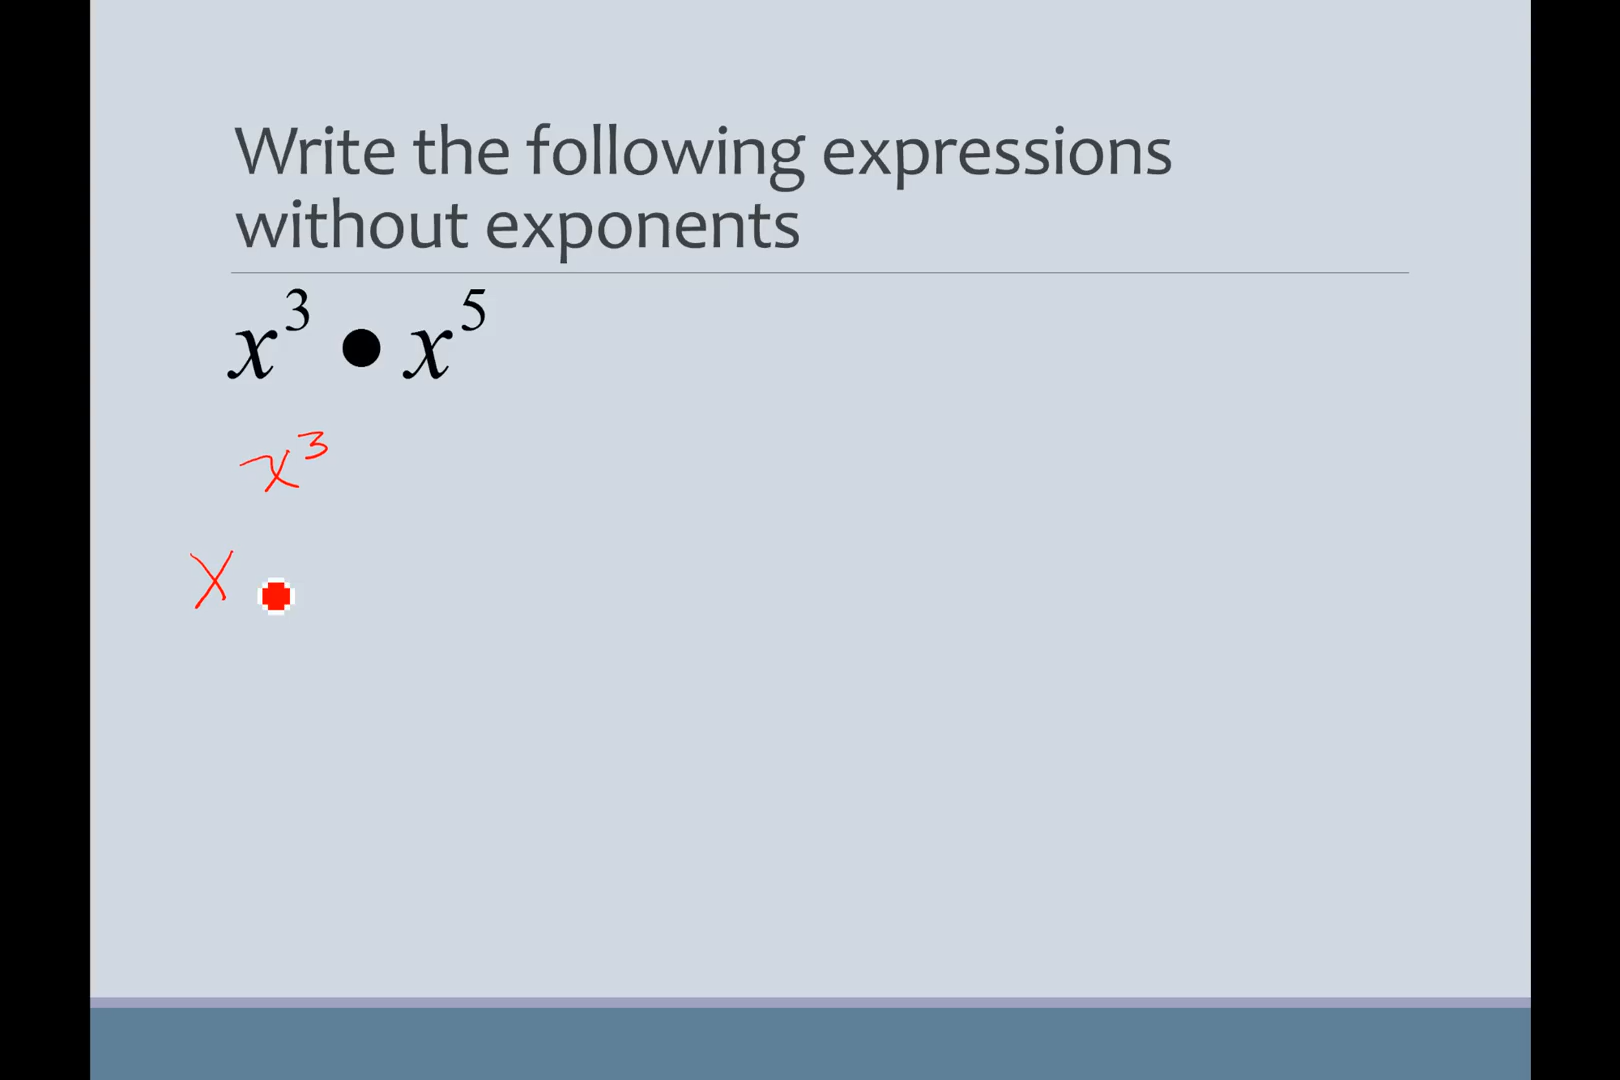 Write the following expressions
without exponents
x³ • x⁵
x³
x